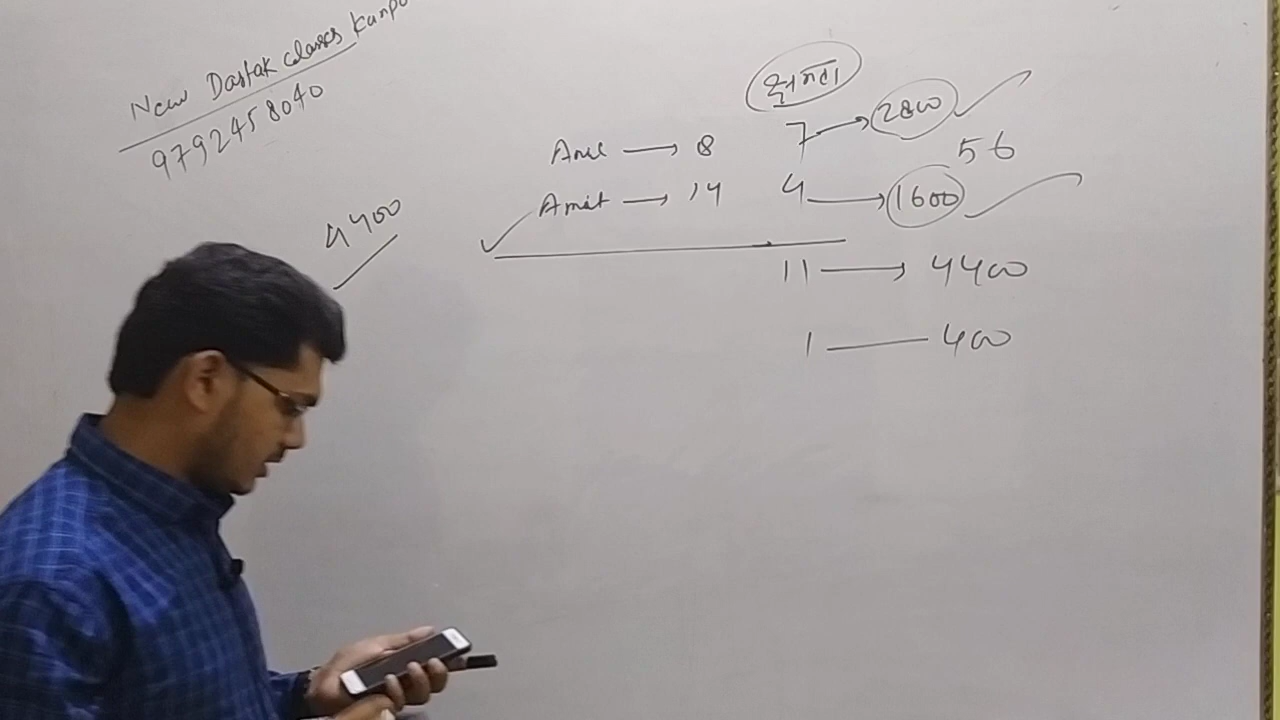 New Dastak classes Kanpu
9792458040
4400
क्षमता
Anil → 8 7 → 2800 ✓
56
✓ Amit → 14 4 → 1600 ✓
11 → 4400
1 — 400